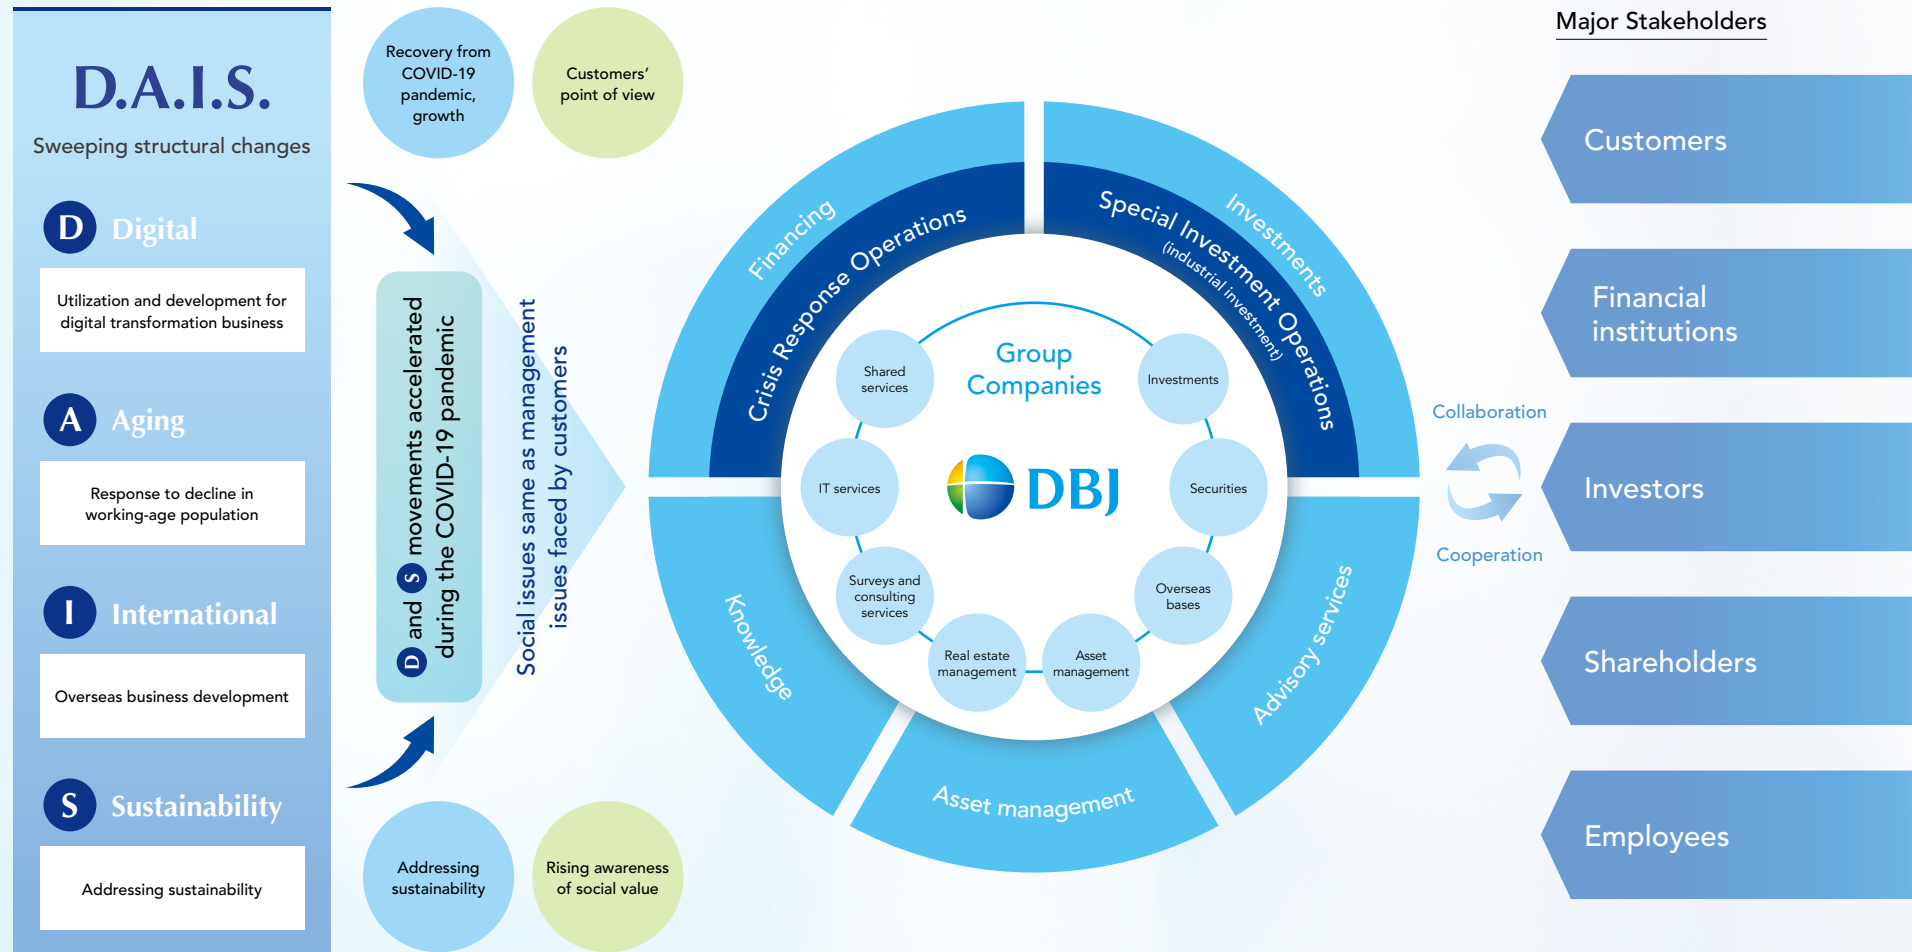 D.A.I.S.
Sweeping structural changes
D Digital
Utilization and development for
digital transformation business
A Aging
Response to decline in
working-age population
I International
Overseas business development
S Sustainability
Addressing sustainability
Recovery from
COVID-19
pandemic,
growth
Customers'
point of view
D and S movements accelerated
during the COVID-19 pandemic
Social issues same as management
issues faced by customers
Addressing
sustainability
Rising awareness
of social value
Financing
Crisis Response Operations
Investments
Special Investment Operations
(industrial investment)
Knowledge
Asset management
Advisory services
Group
Companies
DBJ
Shared
services
IT services
Surveys and
consulting
services
Real estate
management
Asset
management
Overseas
bases
Securities
Investments
Collaboration
Cooperation
Major Stakeholders
Customers
Financial
institutions
Investors
Shareholders
Employees